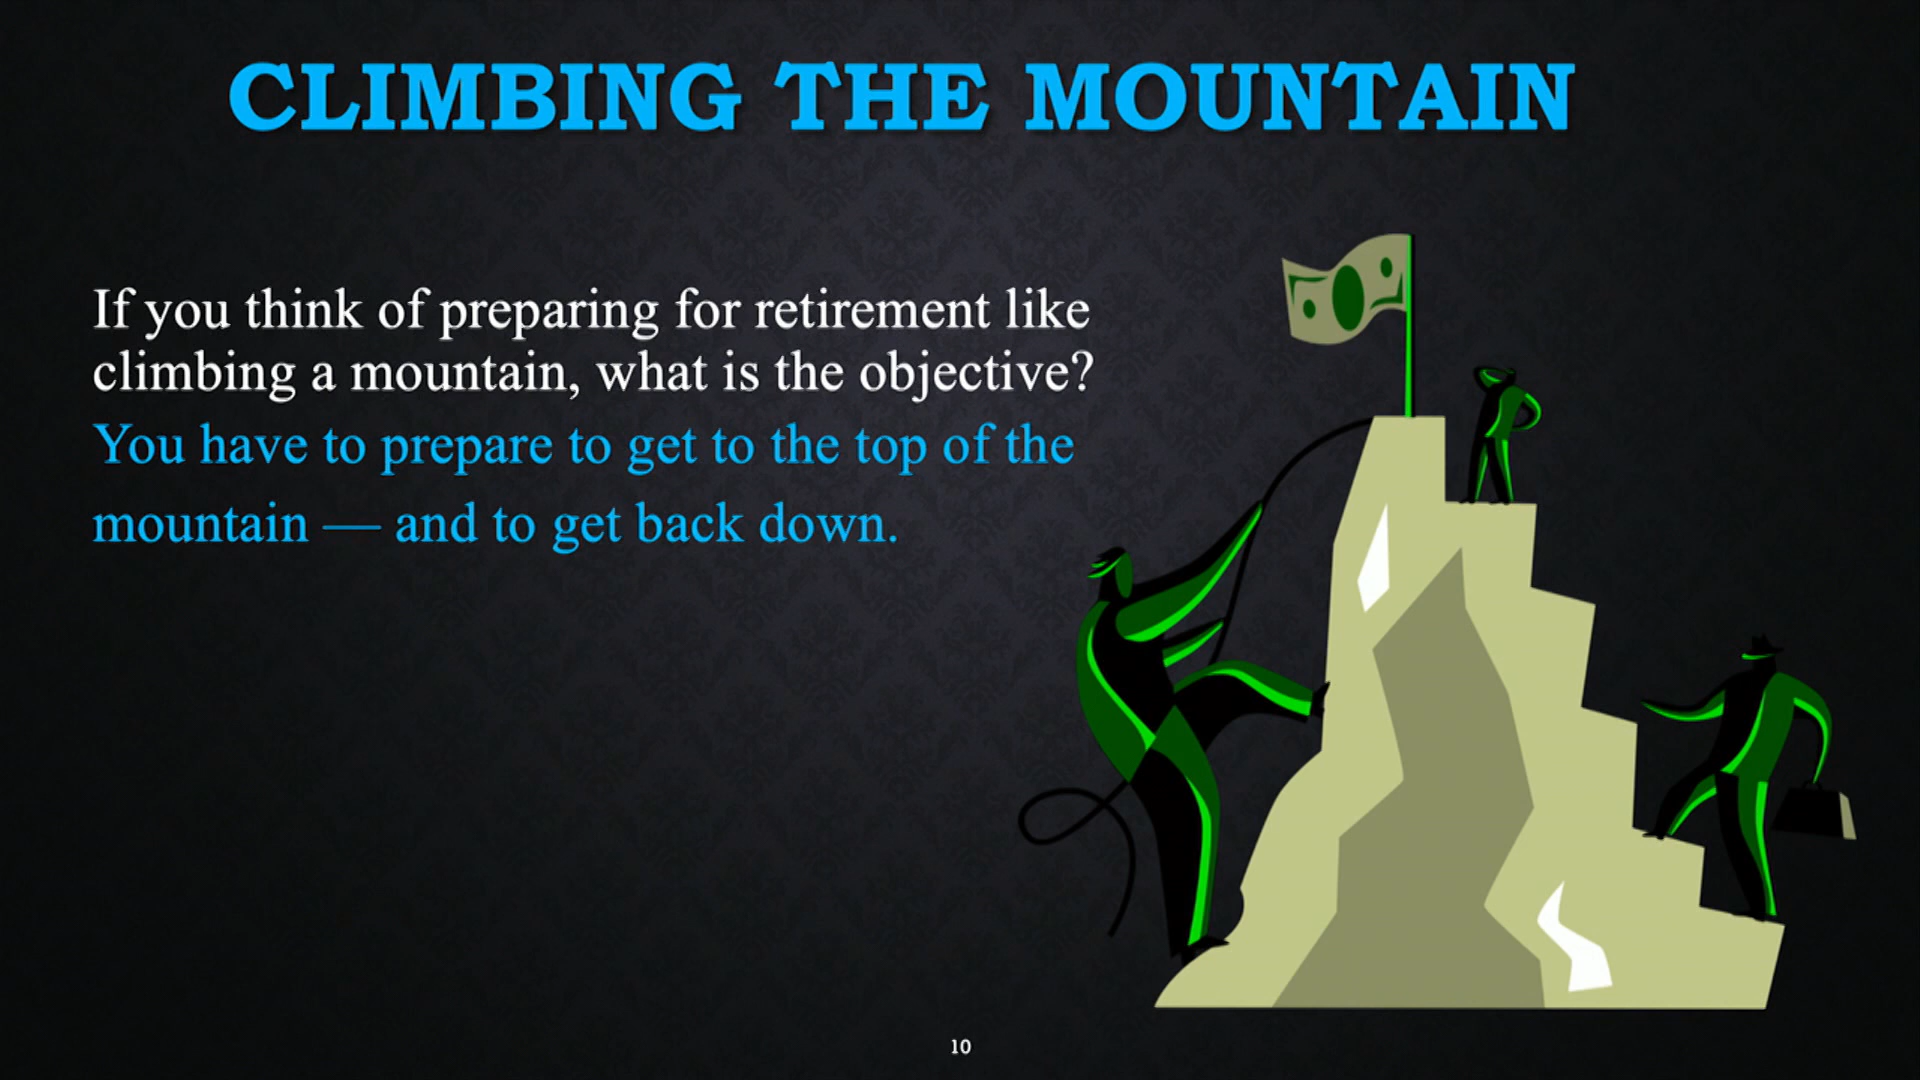 CLIMBING THE MOUNTAIN
If you think of preparing for retirement like
climbing a mountain, what is the objective?
You have to prepare to get to the top of the
mountain — and to get back down.
10